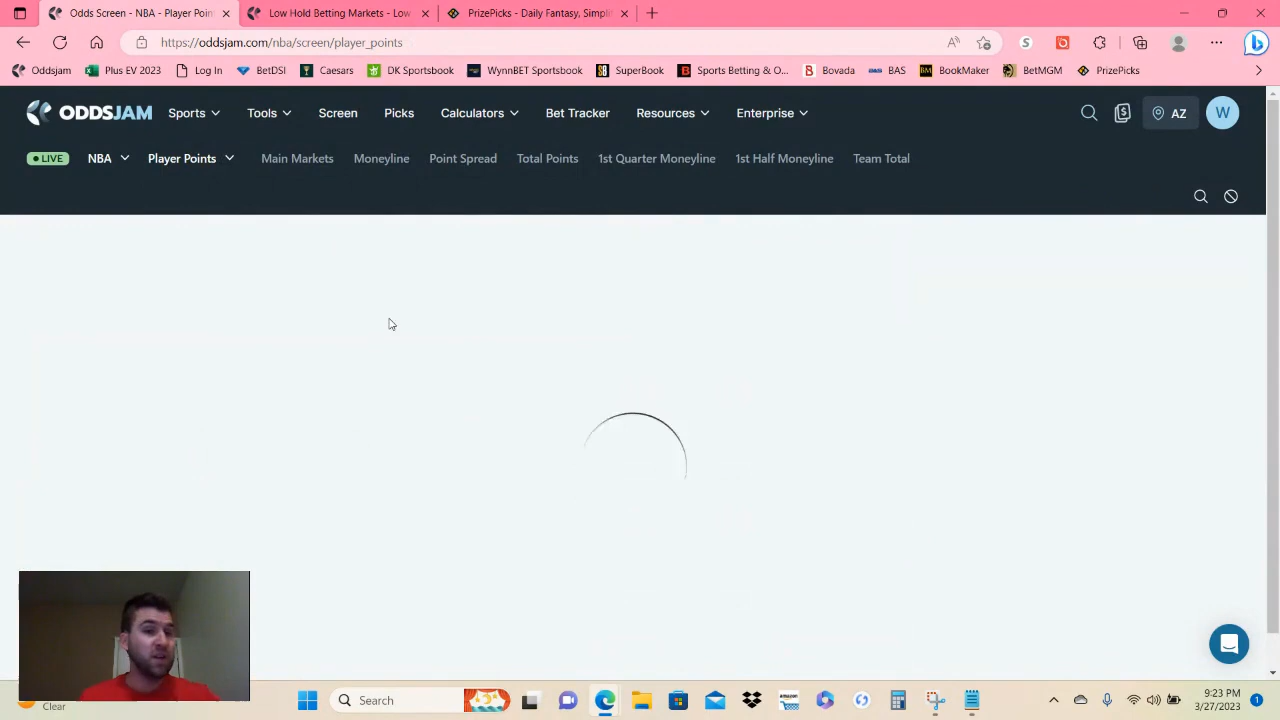 Odds Screen - NBA - Player Poin
Low Hold Betting Markets - Low
PrizePicks - Daily Fantasy, Simpli
https://oddsjam.com/nba/screen/player_points
Oddsjam
Plus EV 2023
Log In
BetDSI
Caesars
DK Sportsbook
WynnBET Sportsbook
SuperBook
Sports Betting & O...
Bovada
BAS
BookMaker
BetMGM
PrizePicks
ODDSJAM
Sports
Tools
Screen
Picks
Calculators
Bet Tracker
Resources
Enterprise
AZ
W
LIVE
NBA
Player Points
Main Markets
Moneyline
Point Spread
Total Points
1st Quarter Moneyline
1st Half Moneyline
Team Total
Clear
Search
9:23 PM
3/27/2023
1